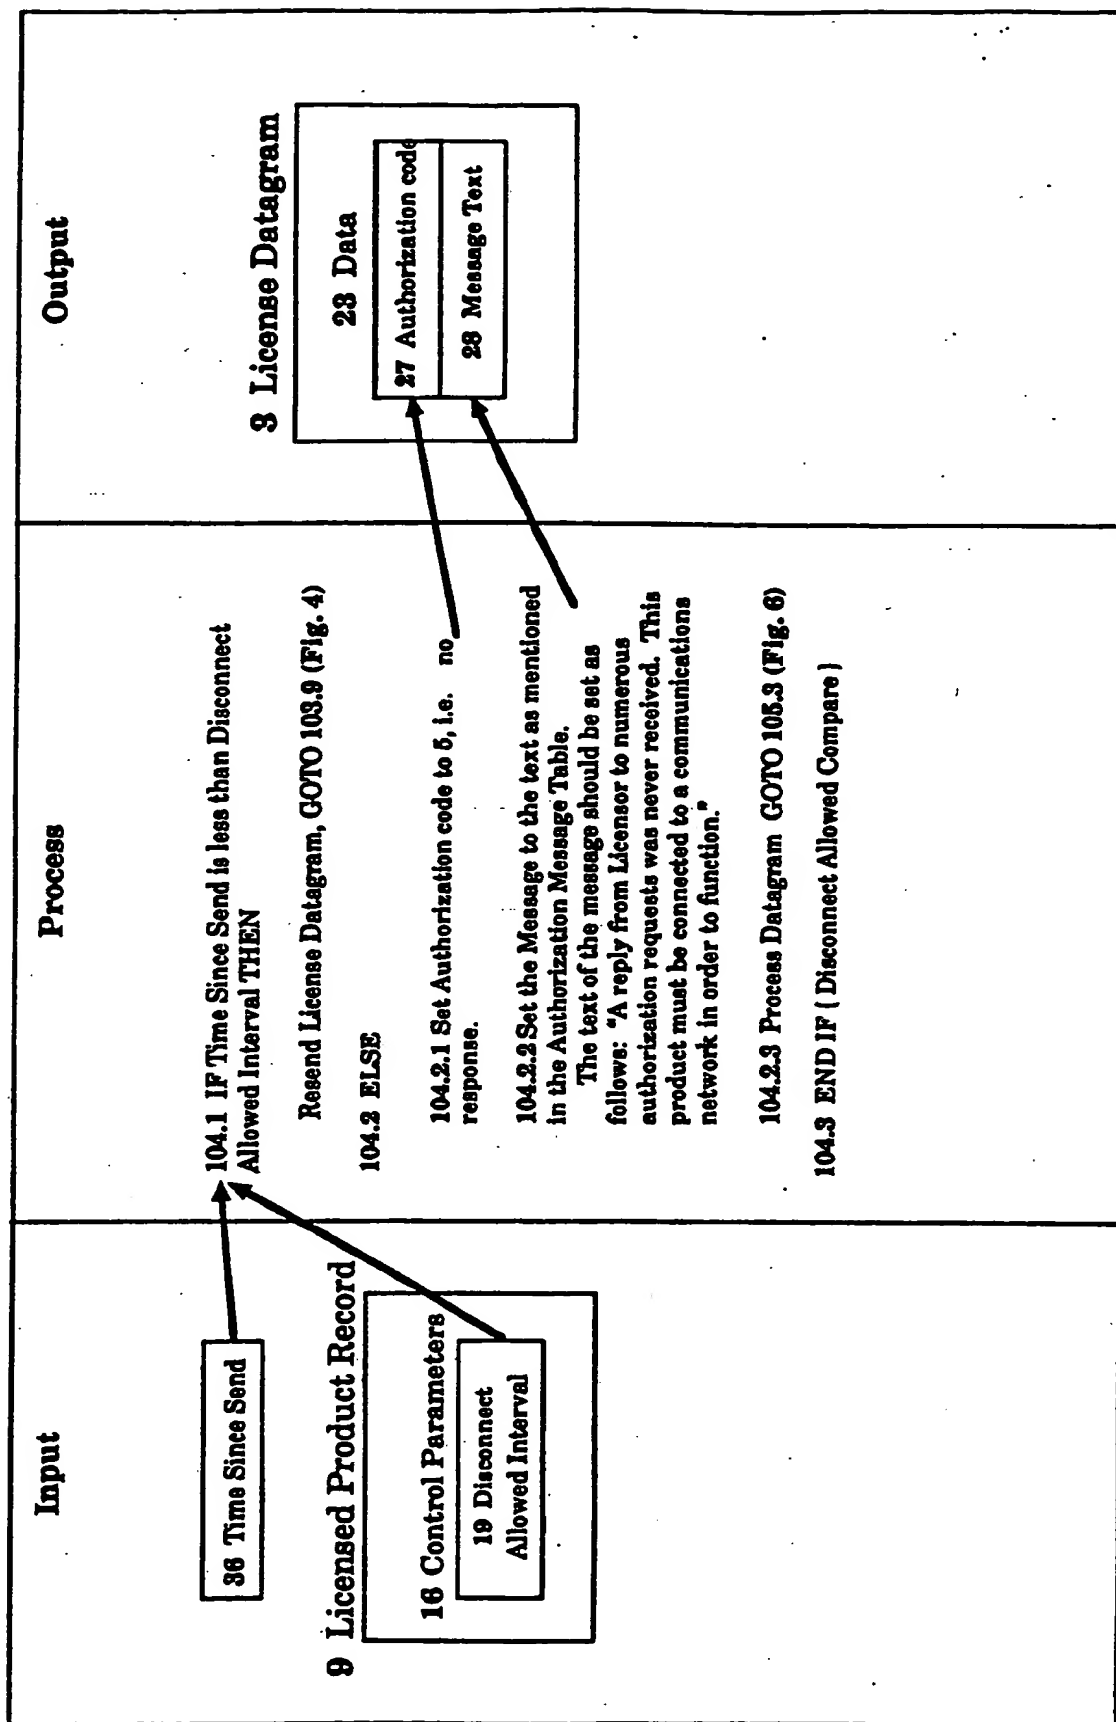 Input
36 Time Since Send
9 Licensed Product Record
16 Control Parameters
19 Disconnect
Allowed Interval
Process
104.1 IF Time Since Send is less than Disconnect
Allowed Interval THEN
Resend License Datagram, GOTO 103.9 (Fig. 4)
104.2 ELSE
104.2.1 Set Authorization code to 5, i.e. no
response.
104.2.2 Set the Message to the text as mentioned
in the Authorization Message Table.
The text of the message should be set as
follows: "A reply from Licensor to numerous
authorization requests was never received. This
product must be connected to a communications
network in order to function."
104.2.3 Process Datagram GOTO 105.3 (Fig. 6)
104.3 END IF { Disconnect Allowed Compare }
Output
3 License Datagram
23 Data
27 Authorization code
28 Message Text